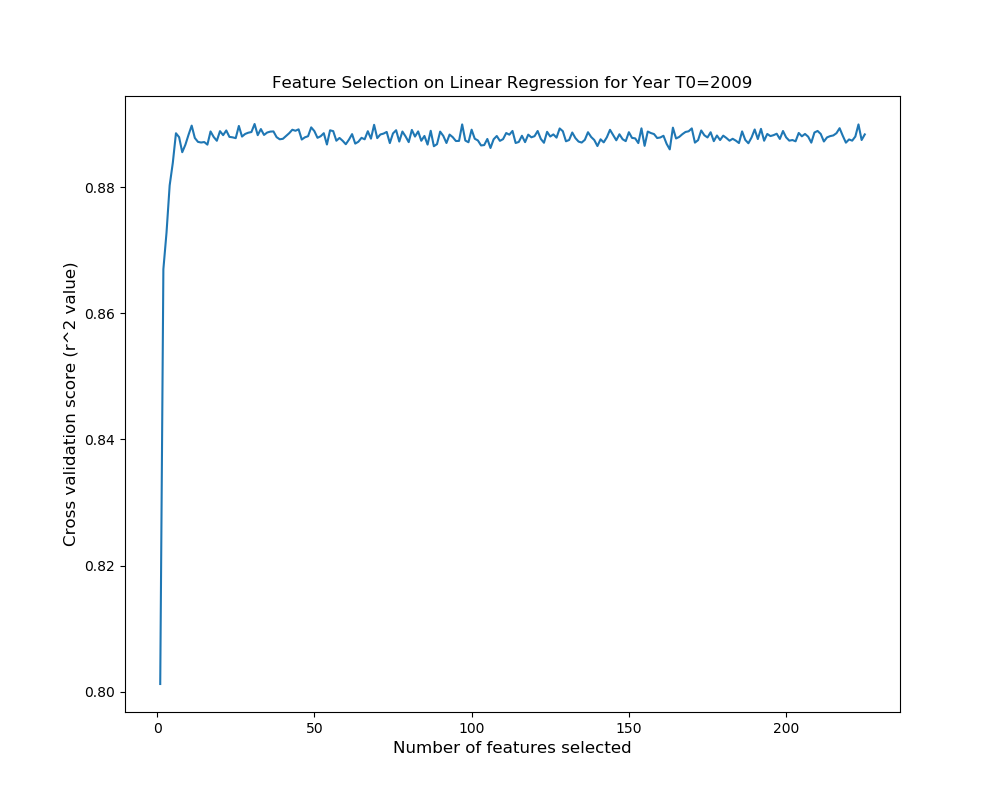 Feature Selection on Linear Regression for Year T0=2009
0.88
0.86
0.84
0.82
0.80
Cross validation score (r^2 value)
0 50 100 150 200
Number of features selected